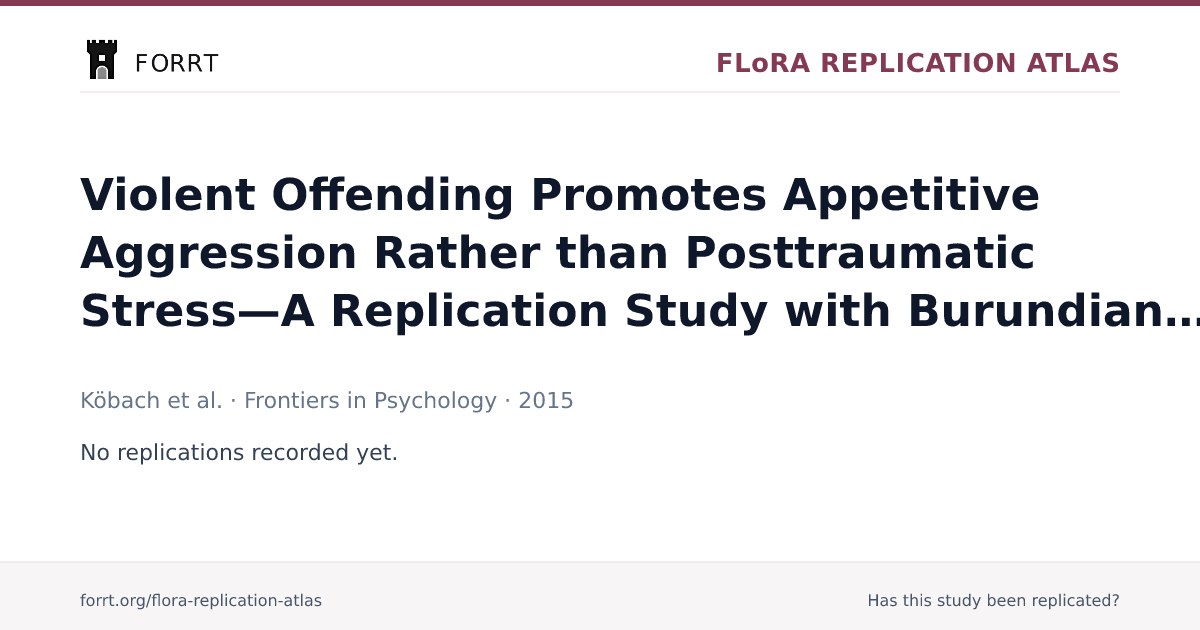 FORRT
FLoRA REPLICATION ATLAS
Violent Offending Promotes Appetitive
Aggression Rather than Posttraumatic
Stress—A Replication Study with Burundian…
Köbach et al. · Frontiers in Psychology · 2015
No replications recorded yet.
forrt.org/flora-replication-atlas
Has this study been replicated?